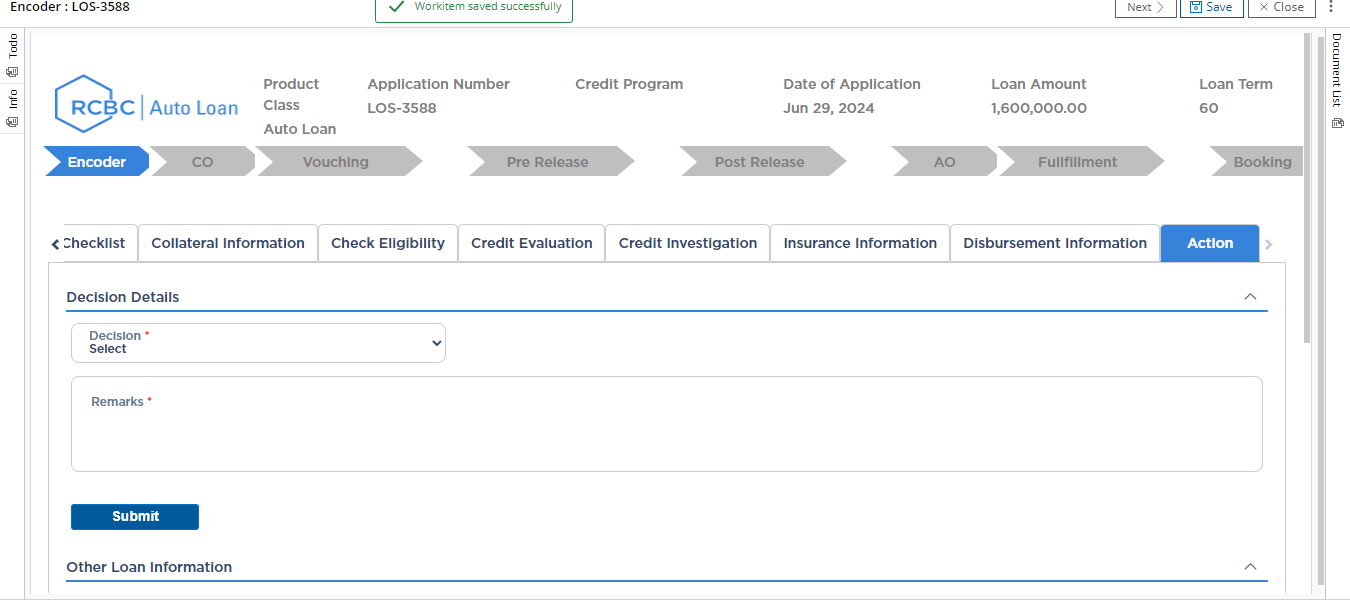 Encoder : LOS-3588
Workitem saved successfully
Next
Save
Close
Todo
Info
Document List
RCBC Auto Loan
Product Class
Auto Loan
Application Number
LOS-3588
Credit Program
Date of Application
Jun 29, 2024
Loan Amount
1,600,000.00
Loan Term
60
Encoder
CO
Vouching
Pre Release
Post Release
AO
Fullfillment
Booking
Checklist
Collateral Information
Check Eligibility
Credit Evaluation
Credit Investigation
Insurance Information
Disbursement Information
Action
Decision Details
Decision *
Select
Remarks *
Submit
Other Loan Information